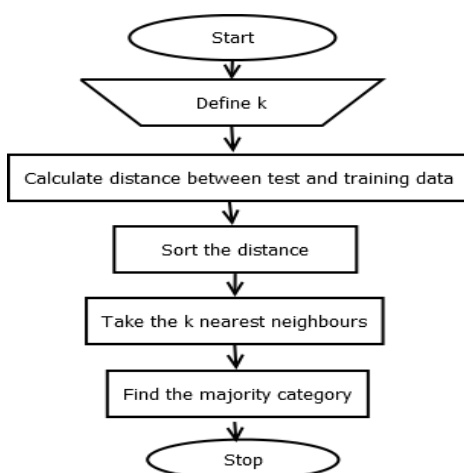 Start
Define k
Calculate distance between test and training data
Sort the distance
Take the k nearest neighbours
Find the majority category
Stop